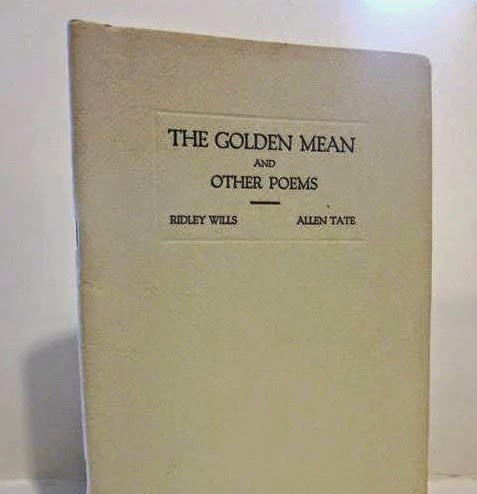 THE GOLDEN MEAN
AND
OTHER POEMS
RIDLEY WILLS ALLEN TATE